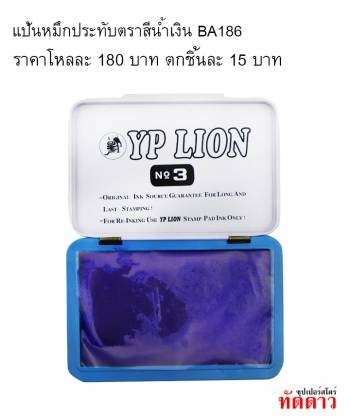 แป้นหมึกประทับตราสีน้ำเงิน BA186
ราคาโหลละ 180 บาท ตกชิ้นละ 15 บาท
YP LION
No 3
-ORIGINAL INK SOURCE GUARANTEE FOR LONG AND
LAST STAMPING!
-FOR RE-INKING USE YP LION STAMP PAD INK ONLY!
ซุปเปอร์สโตร์
ทัดดาว